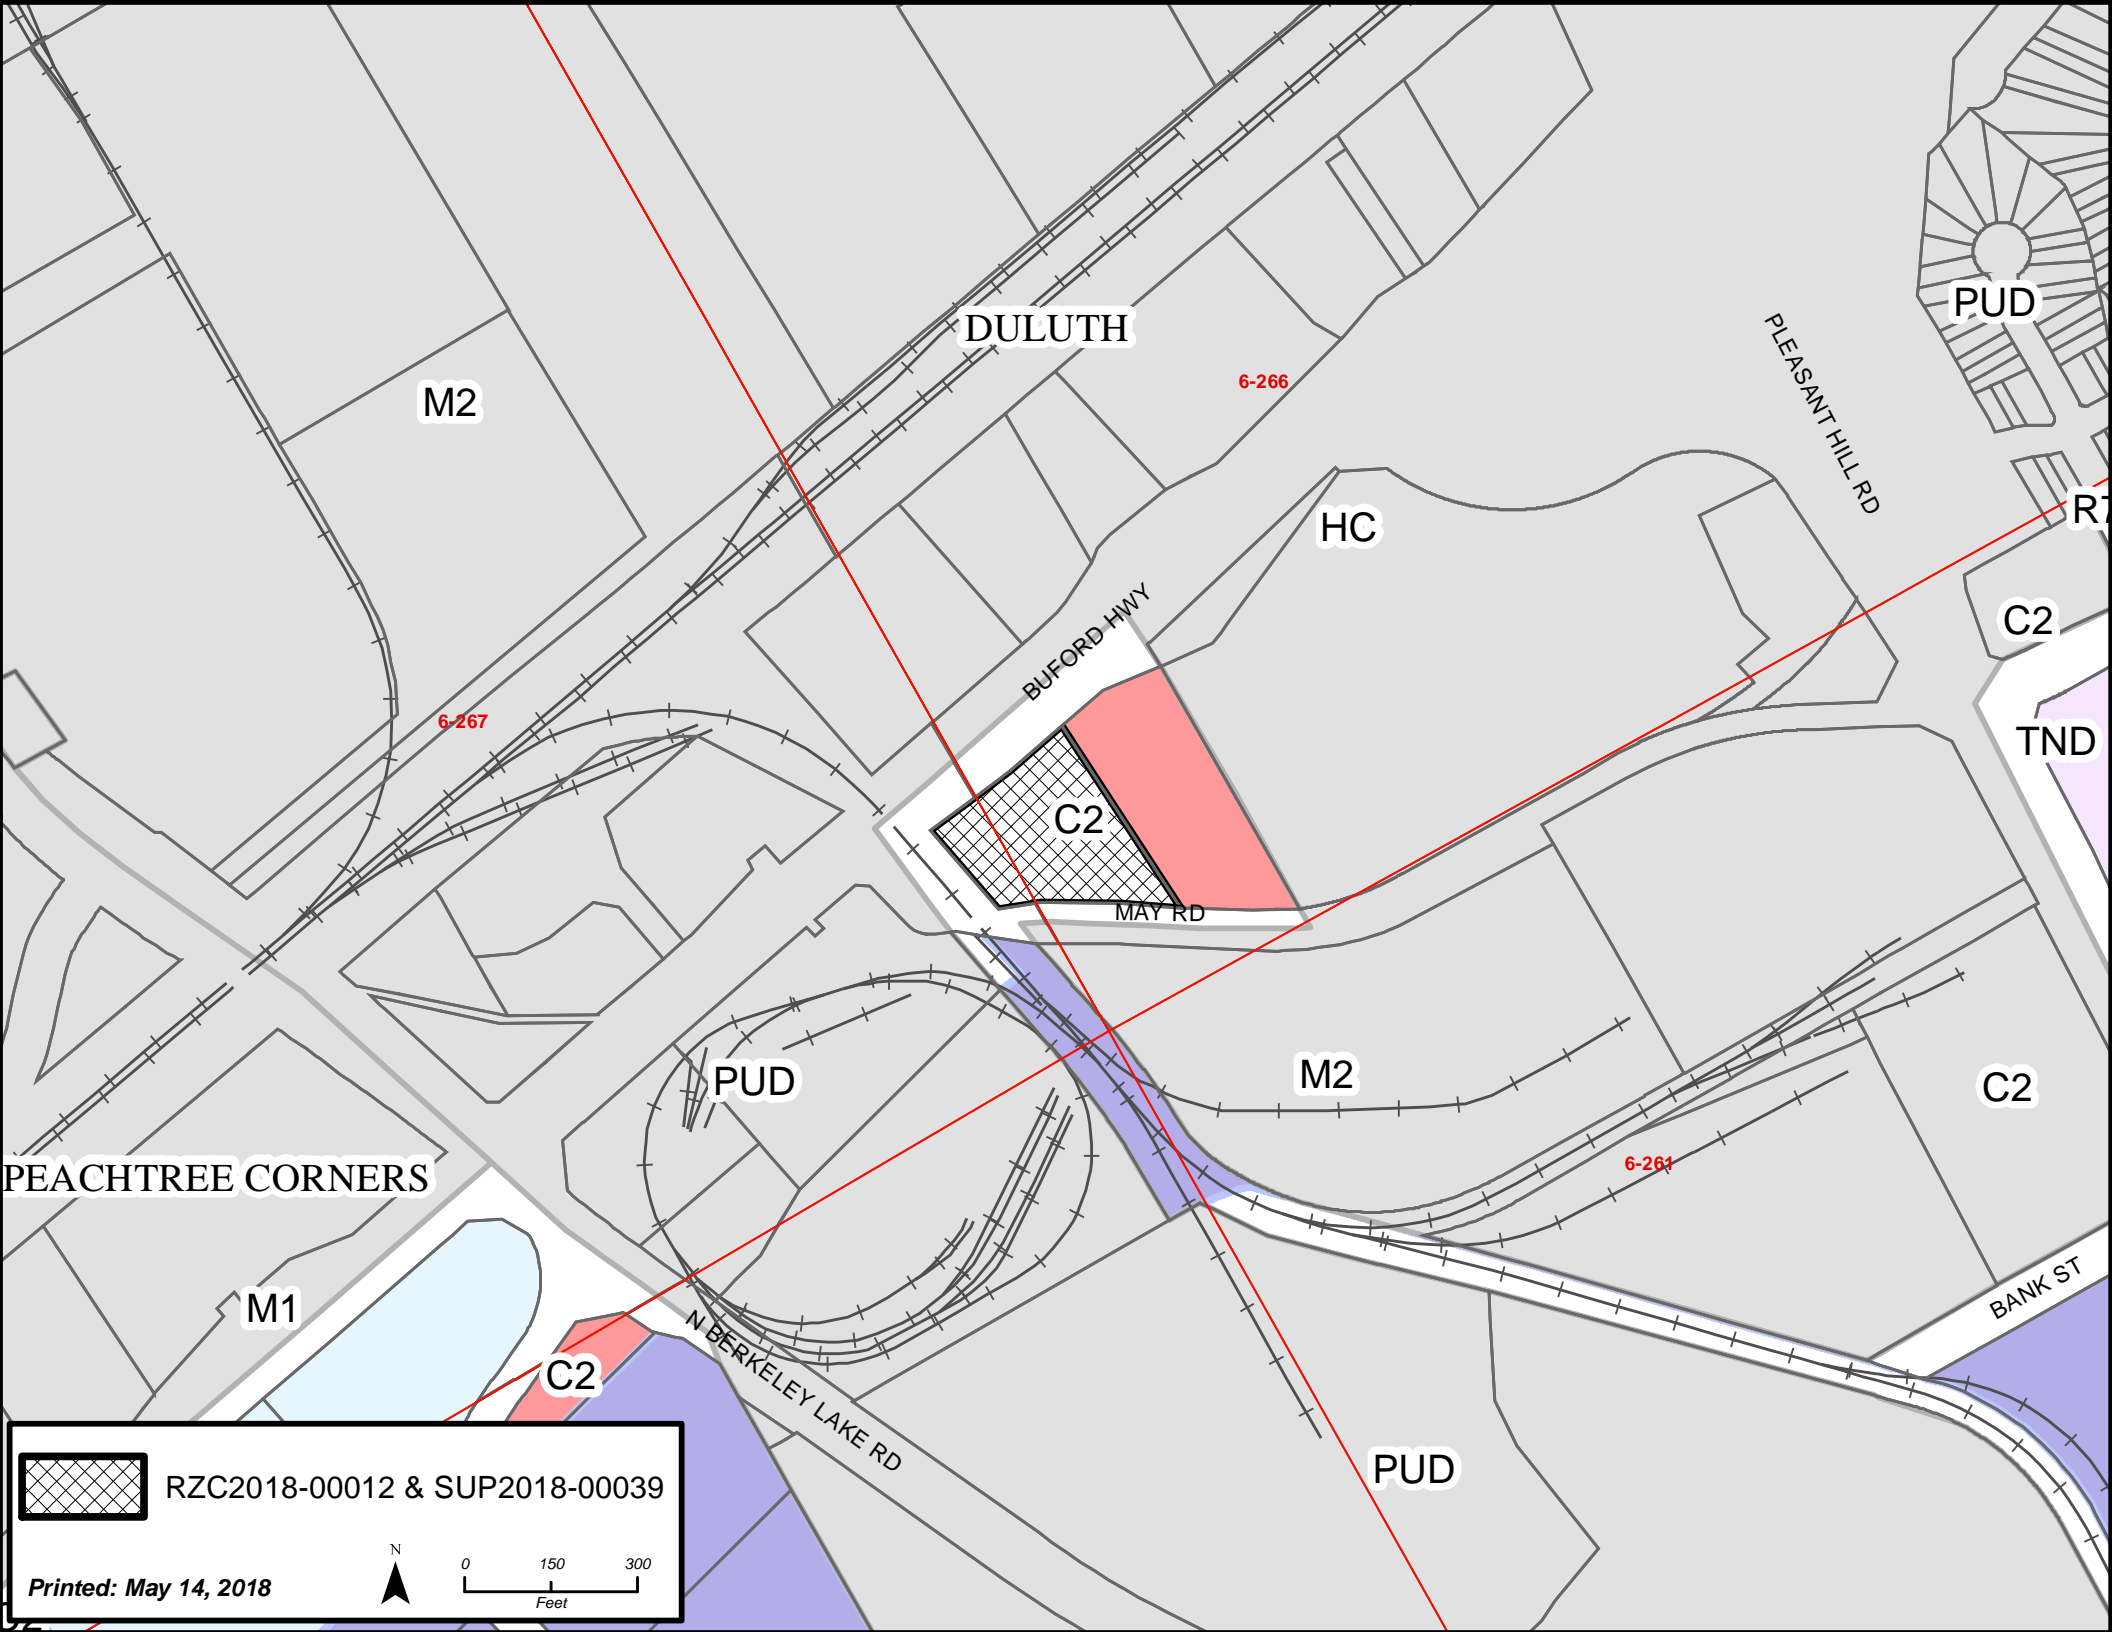 PUD
DULUTH
PLEASANT HILL RD
6-266
M2
HC
BUFORD HWY
C2
6-267
TND
C2
MAY RD
PUD
M2
C2
6-261
PEACHTREE CORNERS
M1
BANK ST
C2
N BERKELEY LAKE RD
PUD
RZC2018-00012 & SUP2018-00039
N
0 150 300
Feet
Printed: May 14, 2018